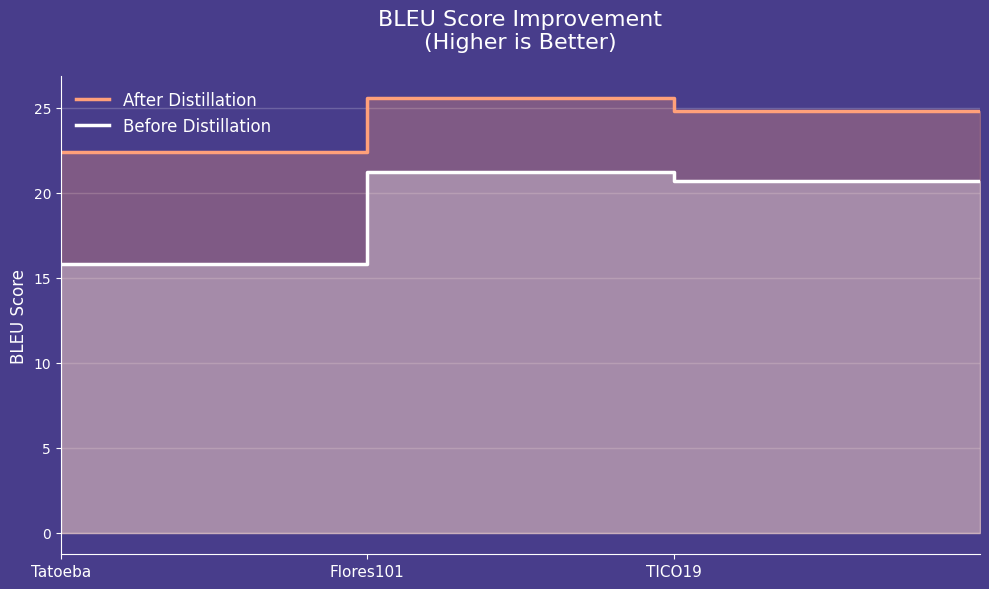 BLEU Score Improvement
(Higher is Better)
After Distillation
Before Distillation
BLEU Score
25
20
15
10
5
0
Tatoeba
Flores101
TICO19